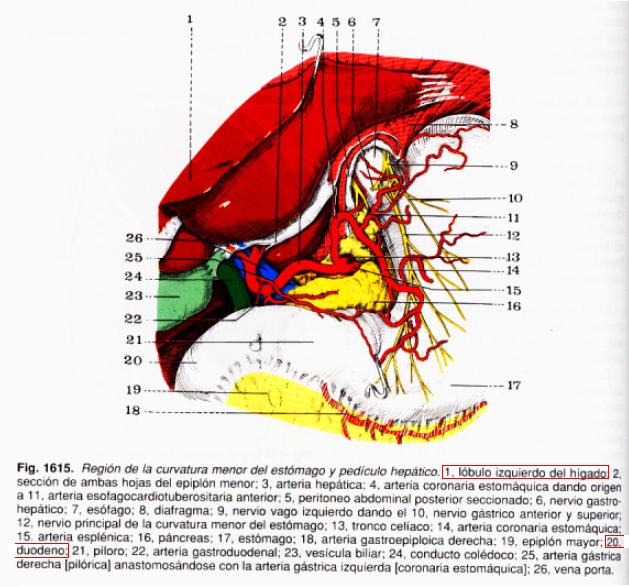 1 2 3 4 5 6 7
8
9
10
11
26 12
25 13
24 14
23 15
22 16
21
20
19 17
18
Fig. 1615. Región de la curvatura menor del estómago y pedículo hepático. 1, lóbulo izquierdo del hígado; 2,
sección de ambas hojas del epiplón menor; 3, arteria hepática; 4, arteria coronaria estomáquica dando origen
a 11, arteria esofagocardiotuberositaria anterior; 5, peritoneo abdominal posterior seccionado; 6, nervio gastro-
hepático; 7, esófago; 8, diafragma; 9, nervio vago izquierdo dando el 10, nervio gástrico anterior y superior;
12, nervio principal de la curvatura menor del estómago; 13, tronco celíaco; 14, arteria coronaria estomáquica;
15. arteria esplénica; 16, páncreas; 17, estómago; 18, arteria gastroepiploica derecha; 19, epiplón mayor; 20.
duodeno; 21, píloro; 22, arteria gastroduodenal; 23, vesícula biliar; 24, conducto colédoco; 25, arteria gástrica
derecha [pilórica] anastomosándose con la arteria gástrica izquierda [coronaria estomáquica]; 26, vena porta.